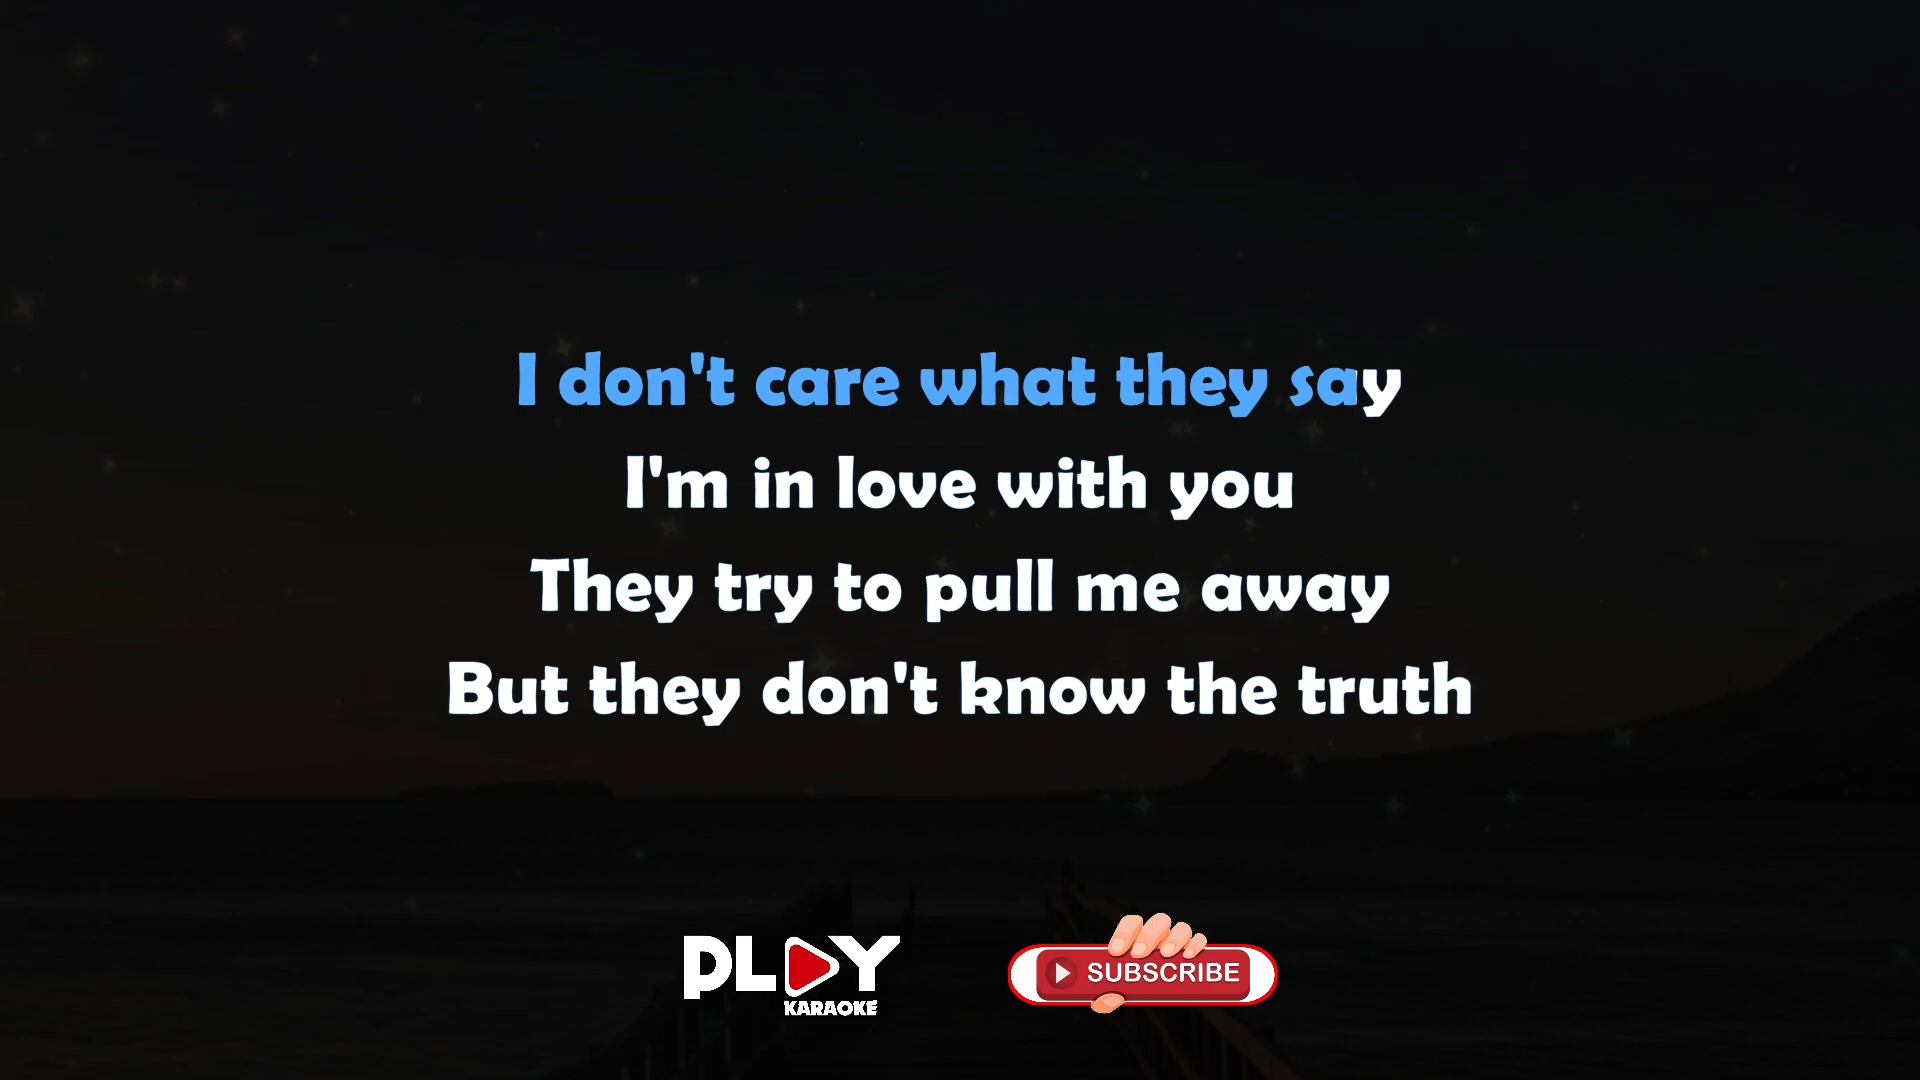 I don't care what they say
I'm in love with you
They try to pull me away
But they don't know the truth
PLAY
KARAOKE
SUBSCRIBE